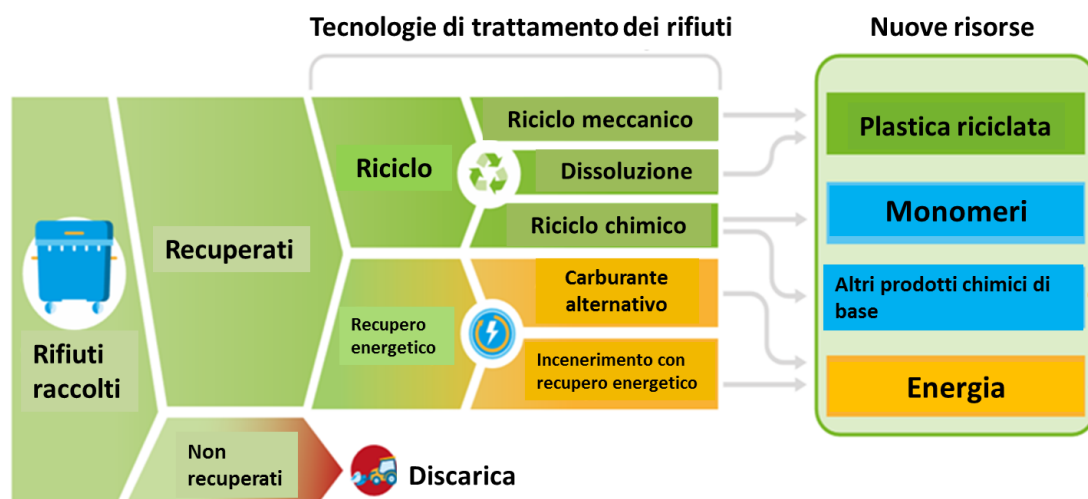 Tecnologie di trattamento dei rifiuti
Nuove risorse
Rifiuti
raccolti
Recuperati
Non
recuperati
Discarica
Riciclo
Recupero
energetico
Riciclo meccanico
Dissoluzione
Riciclo chimico
Carburante
alternativo
Incenerimento con
recupero energetico
Plastica riciclata
Monomeri
Altri prodotti chimici di
base
Energia